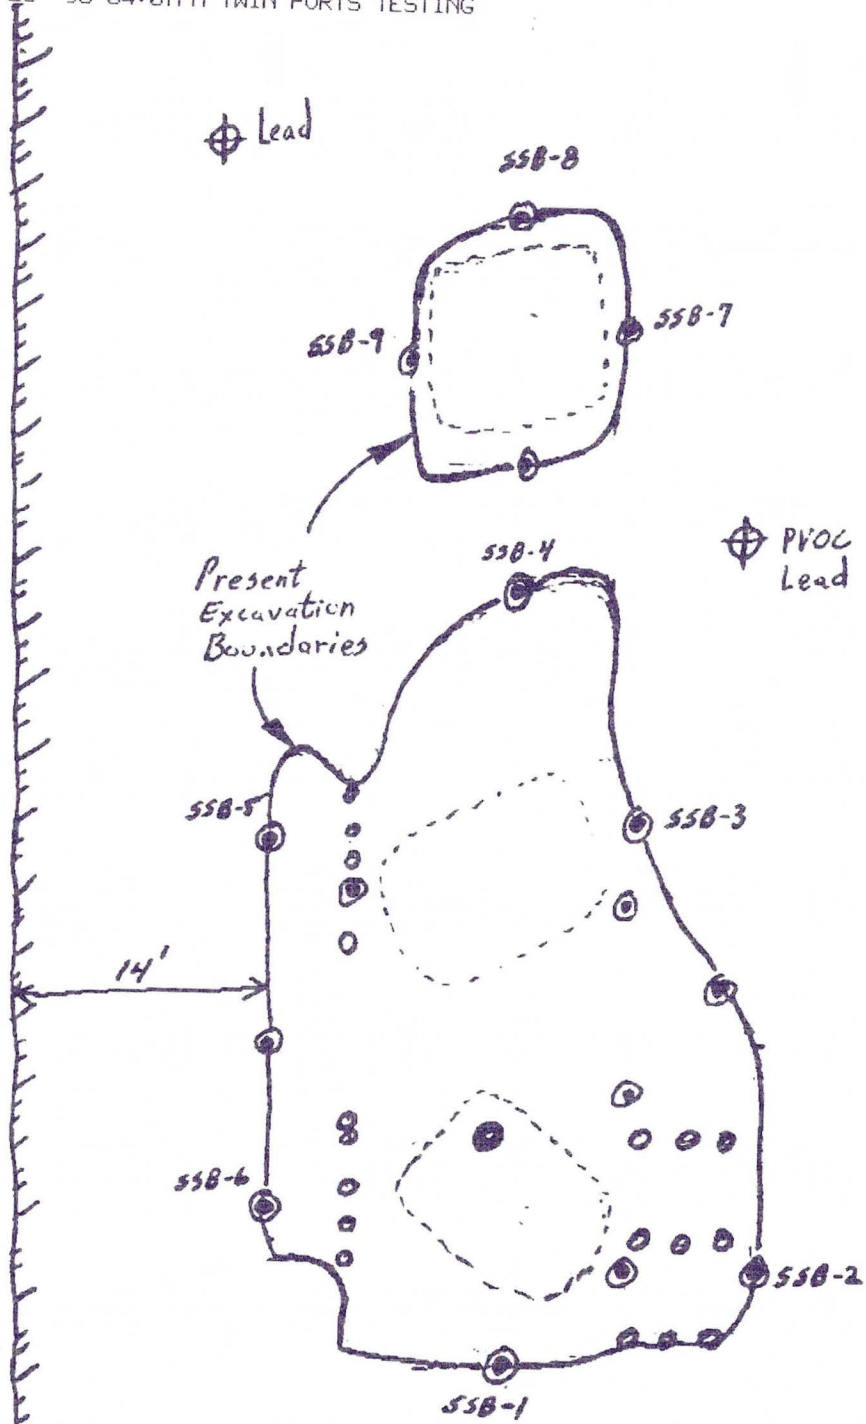 TWIN PORTS TESTING
Lead
SSB-8
SSB-7
SSB-9
SSB-4
PVOC
Lead
Present
Excavation
Boundaries
SSB-5
SSB-3
14'
SSB-6
SSB-2
SSB-1